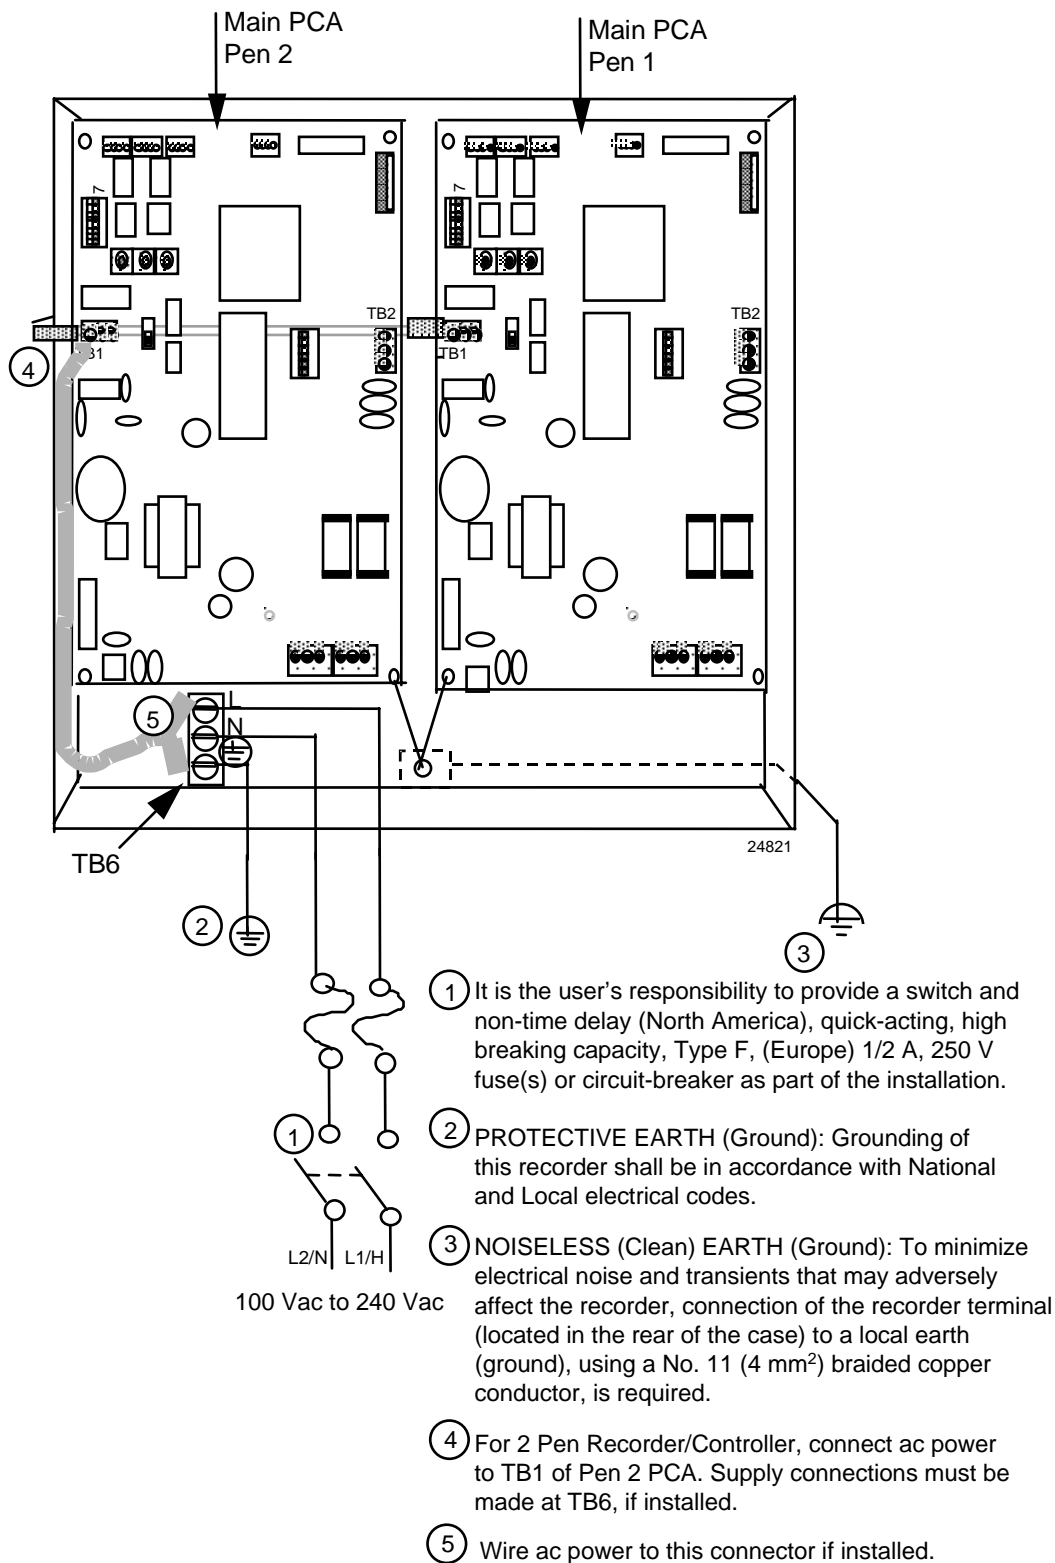 Main PCA
Pen 2
Main PCA
Pen 1
7
7
TB2
TB2
TB1
TB1
4
5
L
N
TB6
24821
2
3
1
L2/N
L1/H
100 Vac to 240 Vac
1 It is the user's responsibility to provide a switch and
non-time delay (North America), quick-acting, high
breaking capacity, Type F, (Europe) 1/2 A, 250 V
fuse(s) or circuit-breaker as part of the installation.
2 PROTECTIVE EARTH (Ground): Grounding of
this recorder shall be in accordance with National
and Local electrical codes.
3 NOISELESS (Clean) EARTH (Ground): To minimize
electrical noise and transients that may adversely
affect the recorder, connection of the recorder terminal
(located in the rear of the case) to a local earth
(ground), using a No. 11 (4 mm²) braided copper
conductor, is required.
4 For 2 Pen Recorder/Controller, connect ac power
to TB1 of Pen 2 PCA. Supply connections must be
made at TB6, if installed.
5 Wire ac power to this connector if installed.